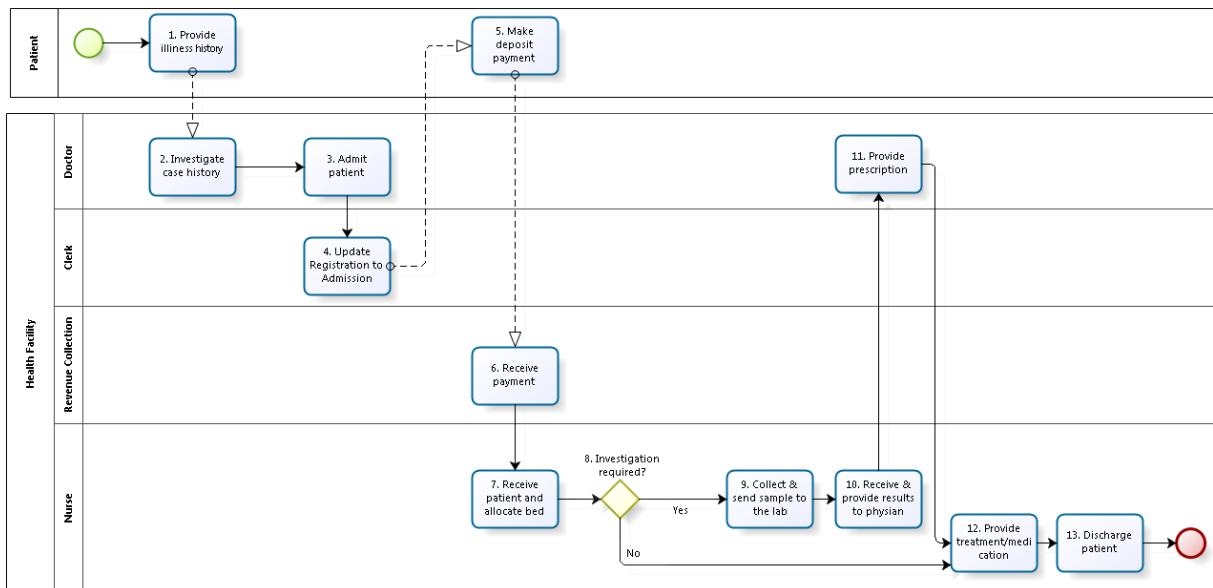 Patient
1. Provide
illness history
5. Make
deposit
payment
Health Facility
Doctor
2. Investigate
case history
3. Admit
patient
11. Provide
prescription
Clerk
4. Update
Registration to
Admission
Revenue Collection
6. Receive
payment
Nurse
7. Receive
patient and
allocate bed
8. Investigation
required?
Yes
No
9. Collect &
send sample to
the lab
10. Receive &
provide results
to physian
12. Provide
treatment/medi
cation
13. Discharge
patient